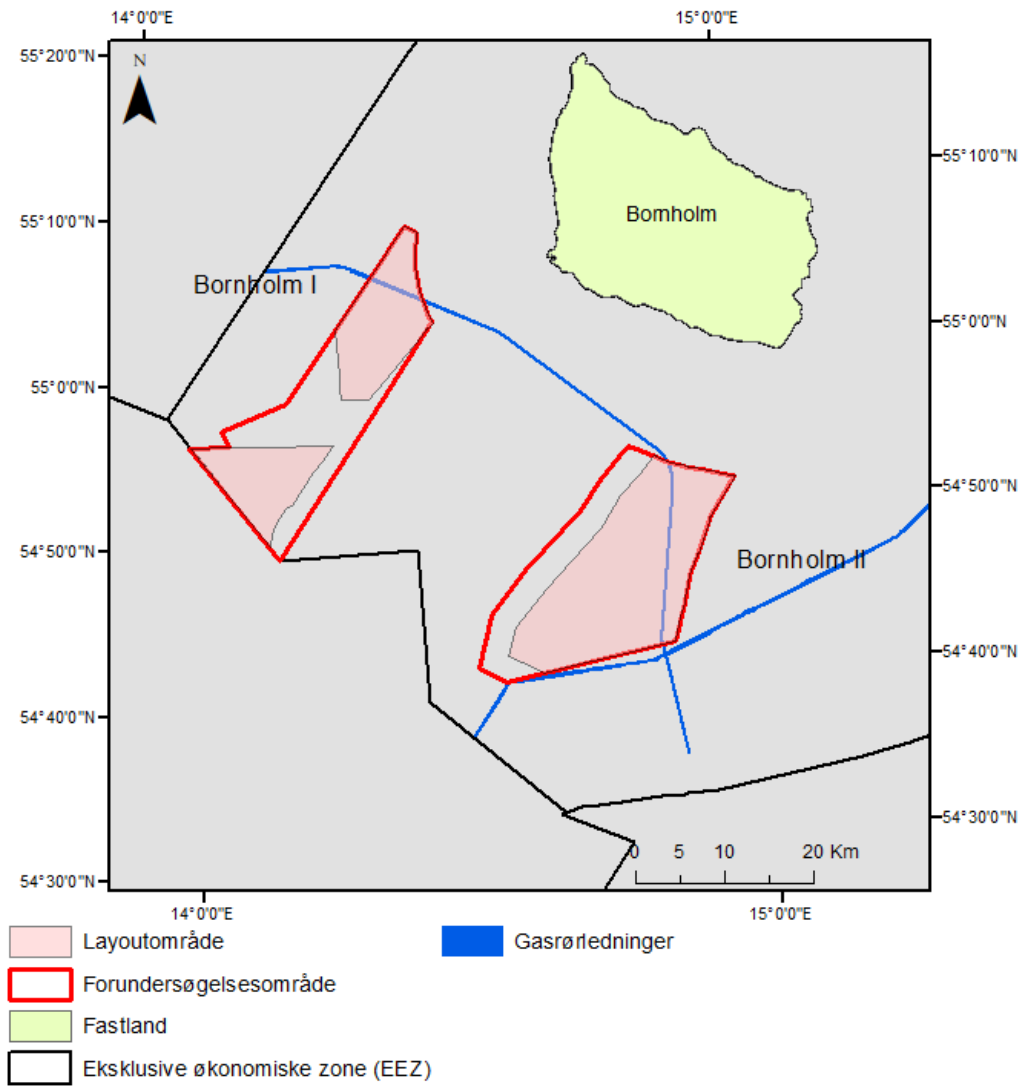 14°0'0"E 15°0'0"E
55°20'0"N
N
55°10'0"N
Bornholm
55°10'0"N
Bornholm I
55°0'0"N
55°0'0"N
54°50'0"N
54°50'0"N
Bornholm II
54°40'0"N
54°40'0"N
54°30'0"N
0 5 10 20 Km
54°30'0"N
14°0'0"E 15°0'0"E
Layoutområde Gasrørledninger
Forundersøgelsesområde
Fastland
Eksklusive økonomiske zone (EEZ)